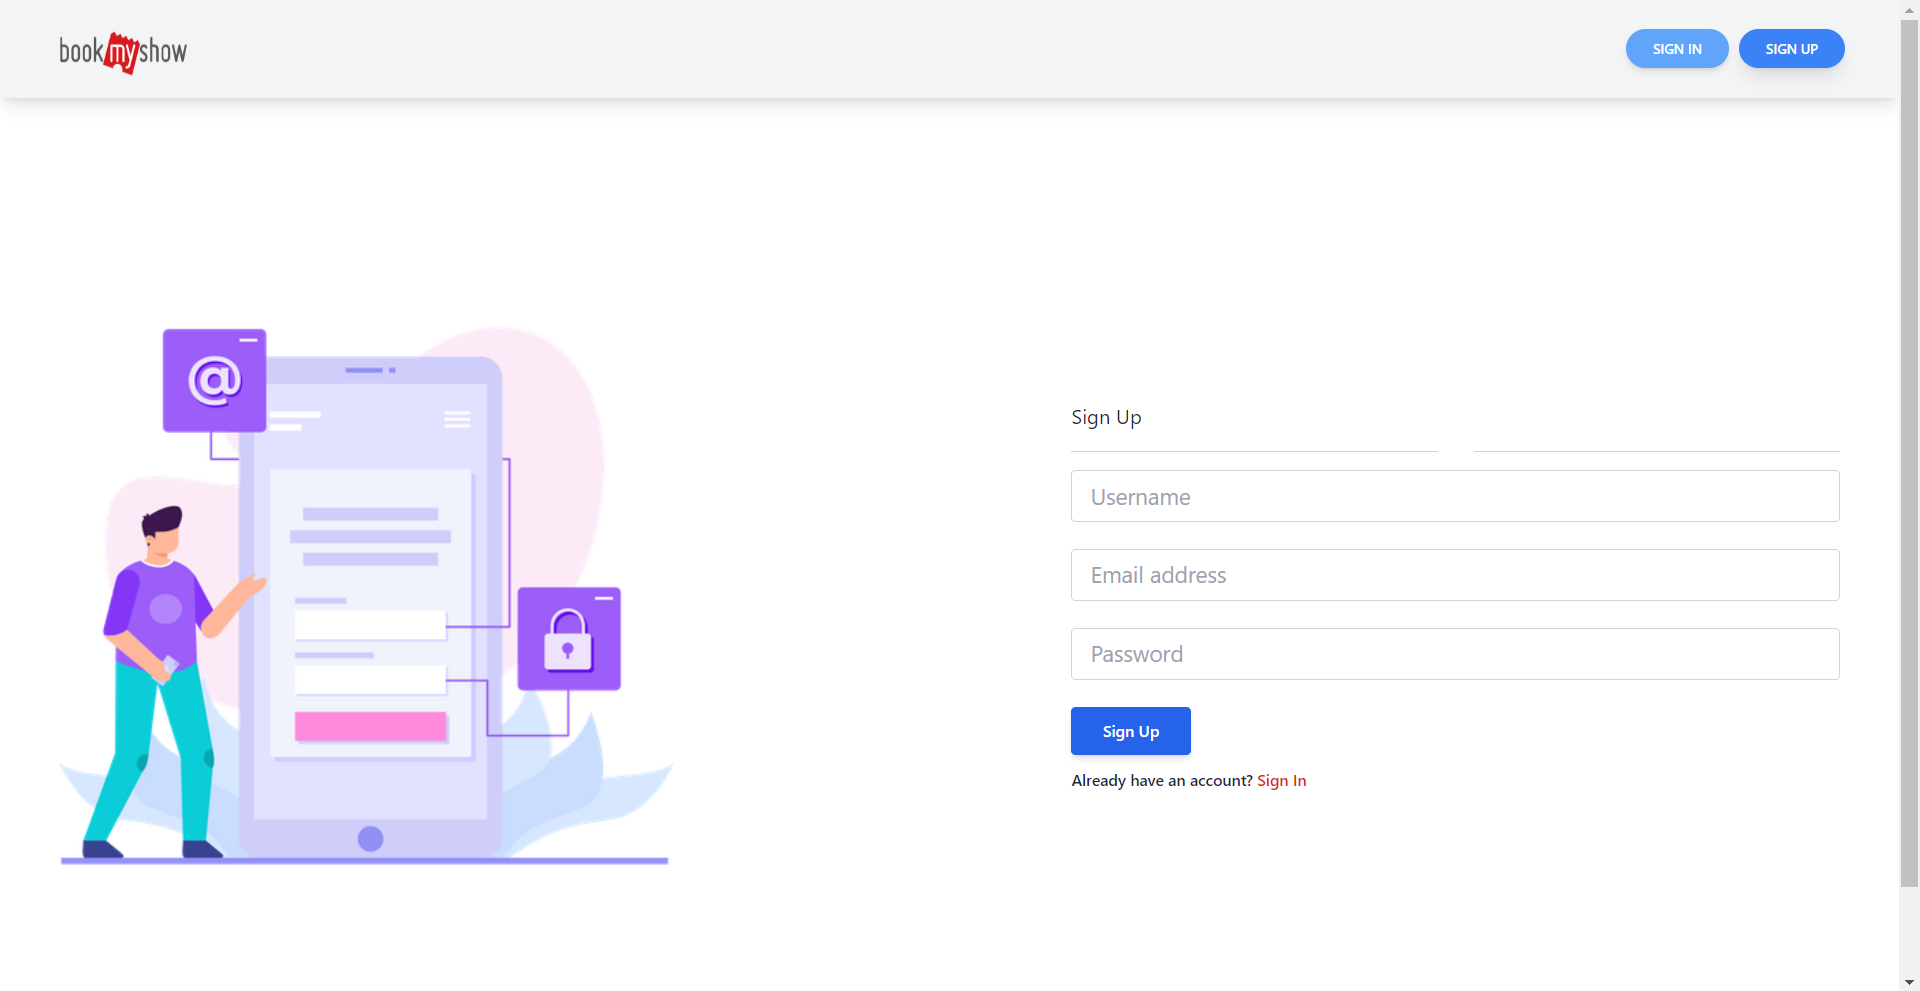 bookmyshow
SIGN IN
SIGN UP
@
Sign Up
Username
Email address
Password
Sign Up
Already have an account? Sign In